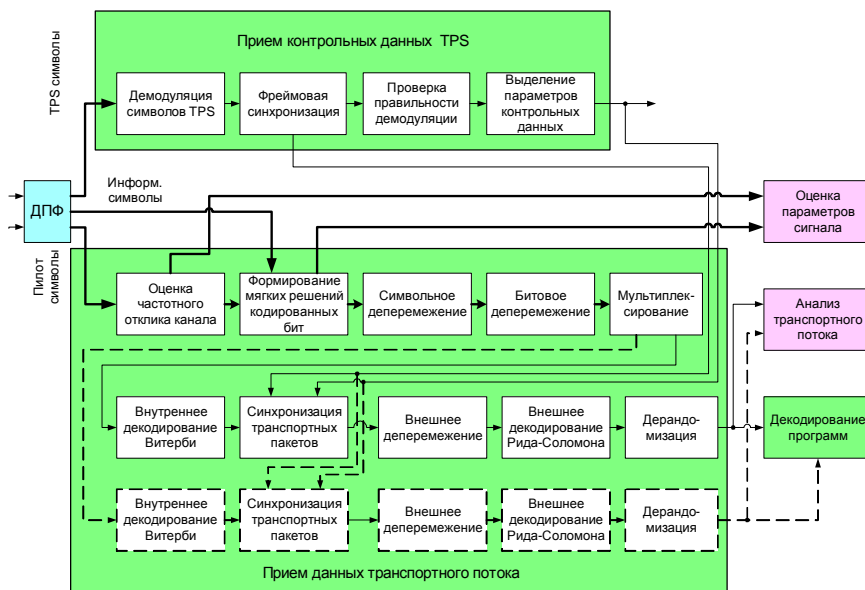 Прием контрольных данных TPS
TPS символы
Демодуляция
символов TPS
Фреймовая
синхронизация
Проверка
правильности
демодуляции
Выделение
параметров
контрольных
данных
ДПФ
Информ.
символы
Оценка
параметров
сигнала
Пилот
символы
Оценка
частотного
отклика канала
Формирование
мягких решений
кодированных
бит
Символьное
деперемежение
Битовое
деперемежение
Мультиплек-
сирование
Анализ
транспортного
потока
Внутреннее
декодирование
Витерби
Синхронизация
транспортных
пакетов
Внешнее
деперемежение
Внешнее
декодирование
Рида-Соломона
Дерандо-
мизация
Декодирование
программ
Внутреннее
декодирование
Витерби
Синхронизация
транспортных
пакетов
Внешнее
деперемежение
Внешнее
декодирование
Рида-Соломона
Дерандо-
мизация
Прием данных транспортного потока